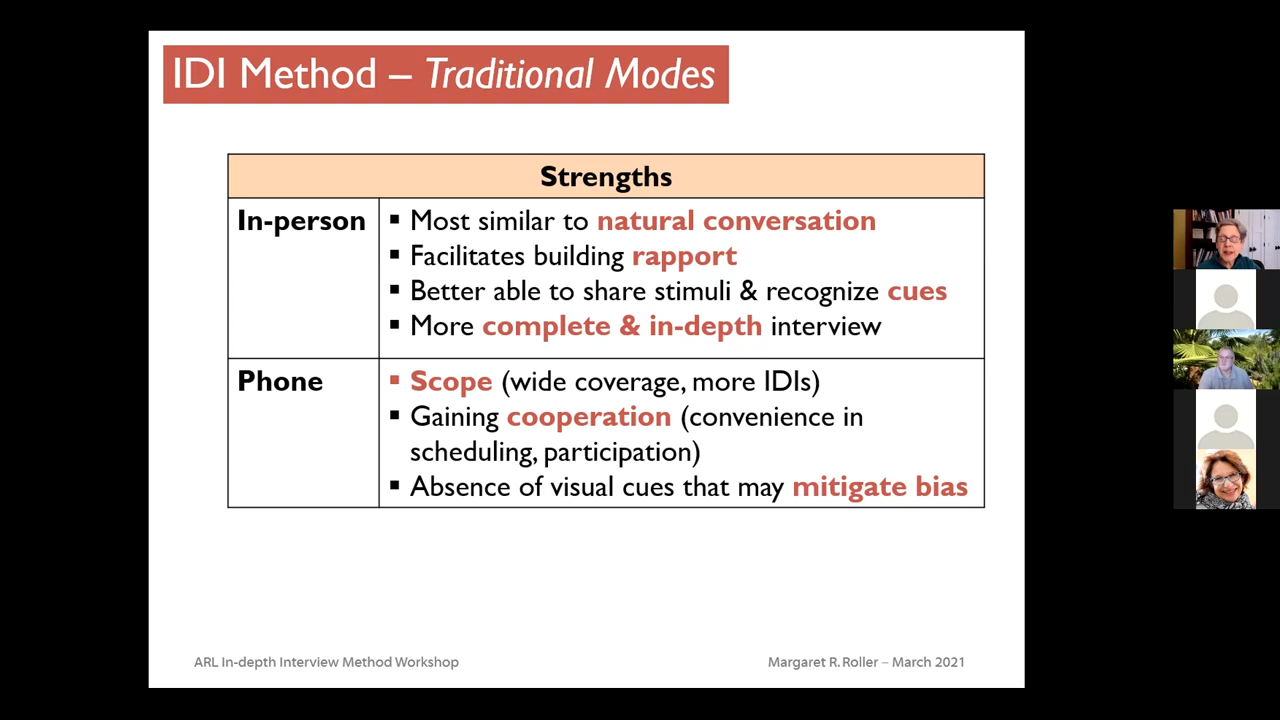 IDI Method – Traditional Modes
Strengths
In-person
▪ Most similar to natural conversation
▪ Facilitates building rapport
▪ Better able to share stimuli & recognize cues
▪ More complete & in-depth interview
Phone
▪ Scope (wide coverage, more IDIs)
▪ Gaining cooperation (convenience in
scheduling, participation)
▪ Absence of visual cues that may mitigate bias
ARL In-depth Interview Method Workshop
Margaret R. Roller – March 2021